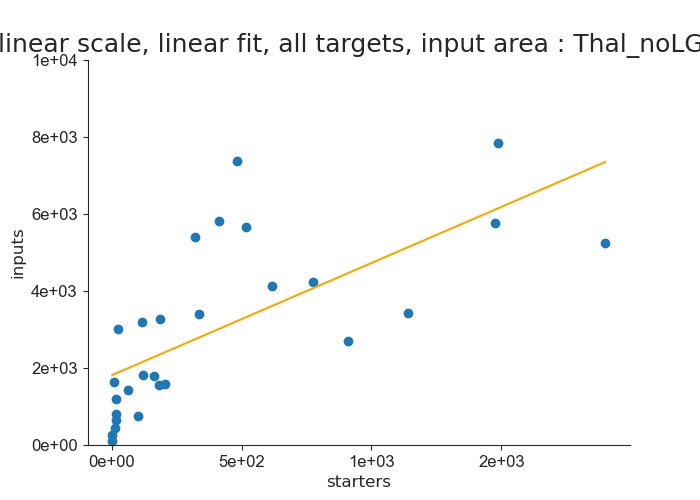 linear scale, linear fit, all targets, input area : Thal_noLG
1e+04
8e+03
6e+03
4e+03
2e+03
0e+00
inputs
0e+00 5e+02 1e+03 2e+03
starters